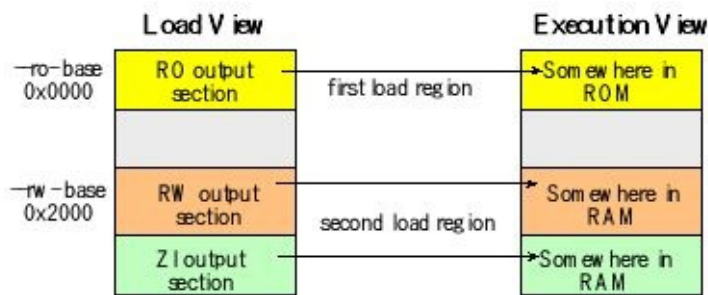 Load View
Execution View
—ro-base
0x0000
RO output
section
first load region
Somewhere in
ROM
—rw-base
0x2000
RW output
section
second load region
Somewhere in
RAM
ZI output
section
Somewhere in
RAM